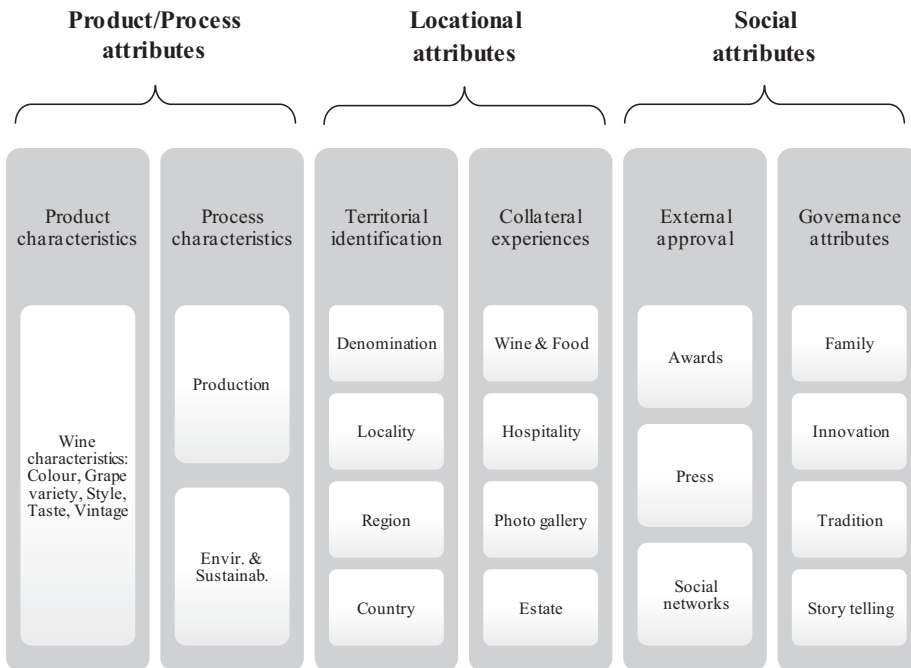 Product/Process
attributes
Locational
attributes
Social
attributes
Product
characteristics
Wine
characteristics:
Colour, Grape
variety, Style,
Taste, Vintage
Process
characteristics
Production
Envir. &
Sustainab.
Territorial
identification
Denomination
Locality
Region
Country
Collateral
experiences
Wine & Food
Hospitality
Photo gallery
Estate
External
approval
Awards
Press
Social
networks
Governance
attributes
Family
Innovation
Tradition
Story telling